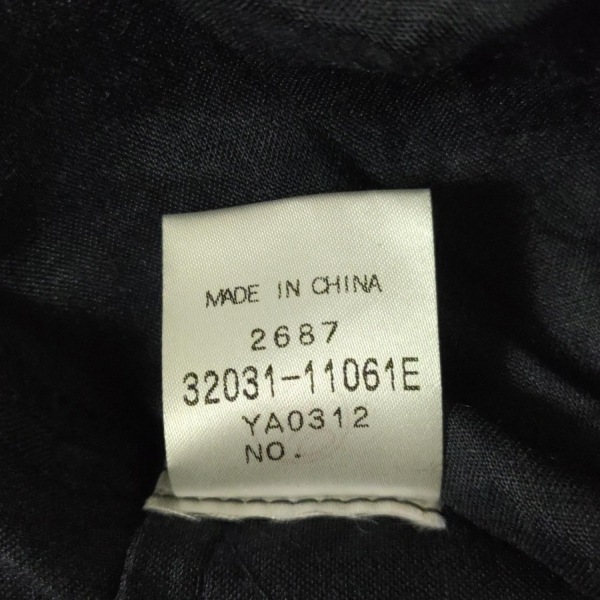 MADE IN CHINA
2687
32031-11061E
YA0312
NO.